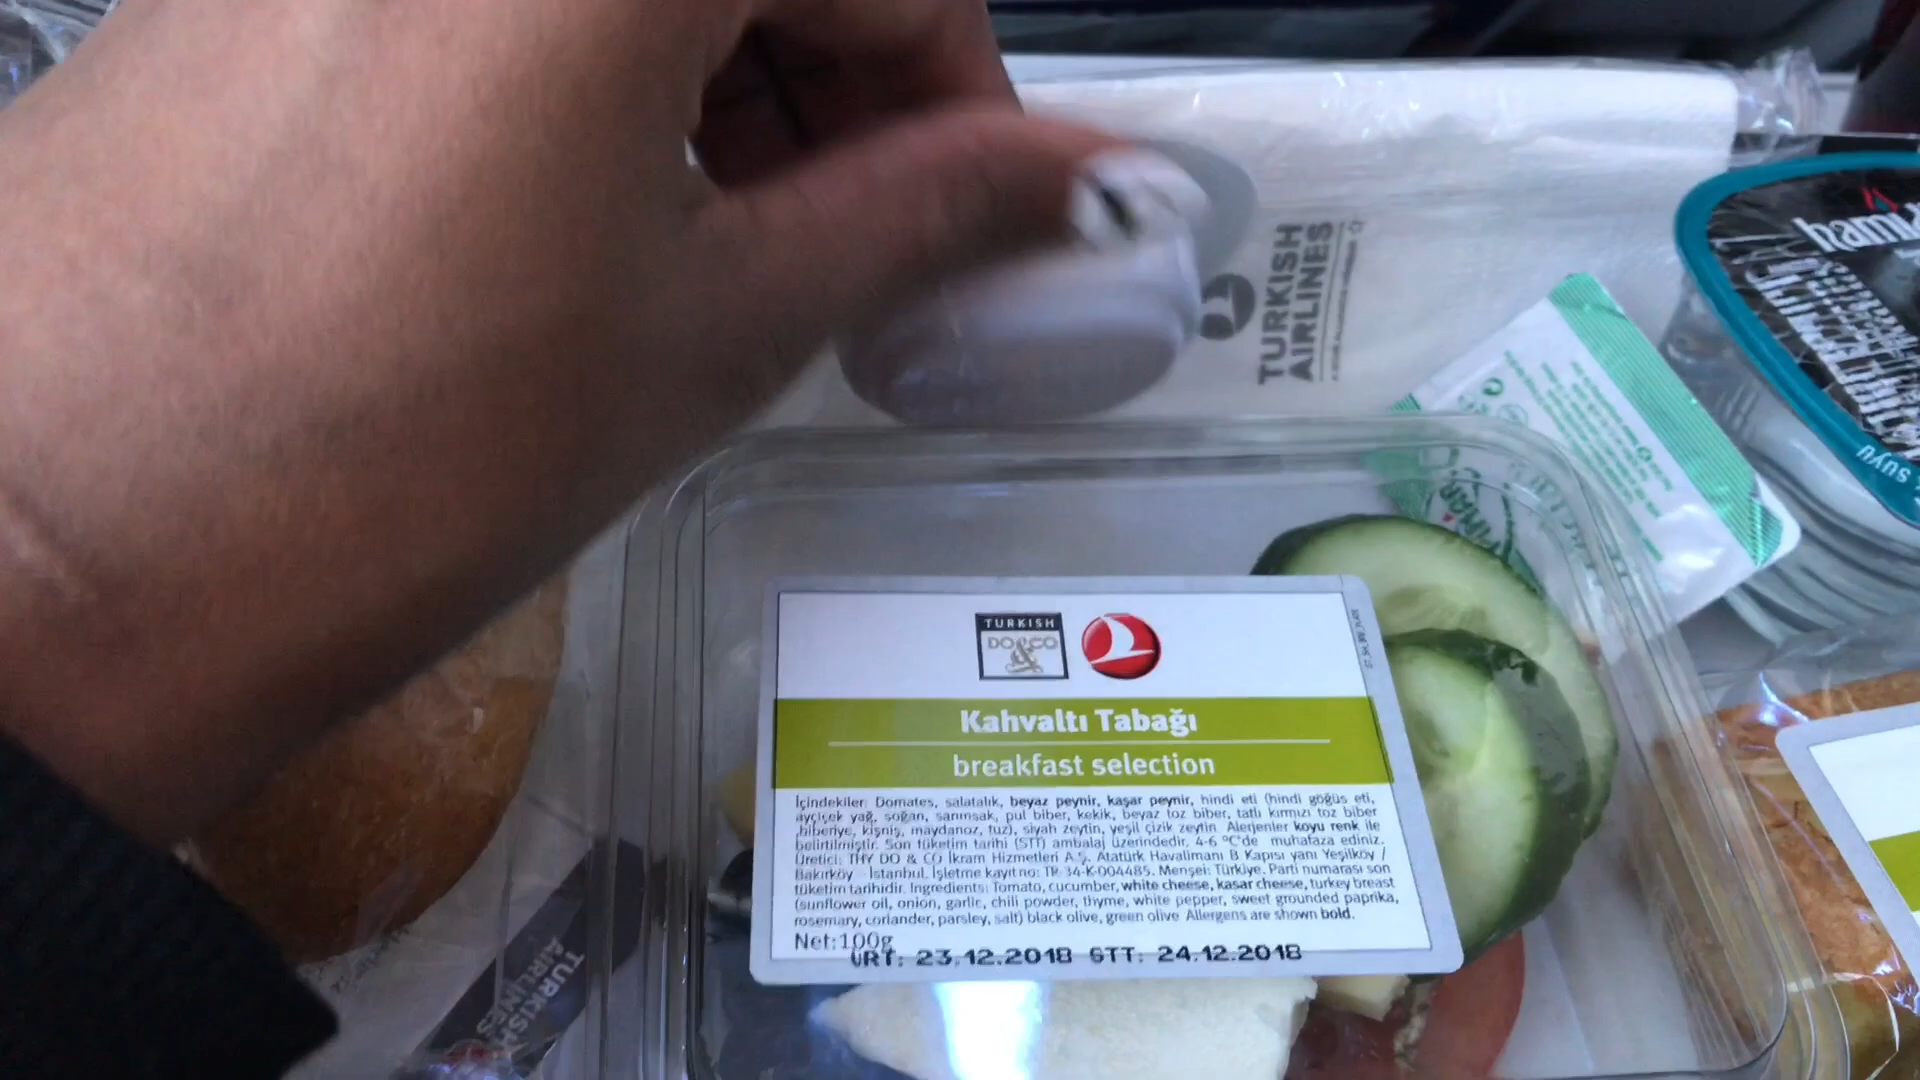 TURKISH
AIRLINES
PINAR
suyu
TURKISH
DO&CO
Kahvaltı Tabağı
breakfast selection
İçindekiler: Domates, salatalık, beyaz peynir, kaşar peynir, hindi eti (hindi göğüs eti,
ayçiçek yağ, soğan, sarımsak, pul biber, kekik, beyaz toz biber, tatlı kırmızı toz biber
,biberiye, kişniş, maydanoz, tuz), siyah zeytin, yeşil çizik zeytin. Alerjenler koyu renk ile
belirtilmiştir. Son tüketim tarihi (STT) ambalaj üzerindedir, 4-6 °C'de muhafaza ediniz.
Üretici: THY DO & CO İkram Hizmetleri A.Ş. Atatürk Havalimanı B Kapısı yanı Yeşilköy /
Bakırköy - İstanbul, İşletme kayıt no: TR-34-K-004485. Menşei: Türkiye. Parti numarası son
tüketim tarihidir. Ingredients: Tomato, cucumber, white cheese, kasar cheese, turkey breast
(sunflower oil, onion, garlic, chili powder, thyme, white pepper, sweet grounded paprika,
rosemary, coriander, parsley, salt) black olive, green olive Allergens are shown bold.
Net:100g
ÜRT: 23.12.2018 STT: 24.12.2018
TURKISH
AIRLINES